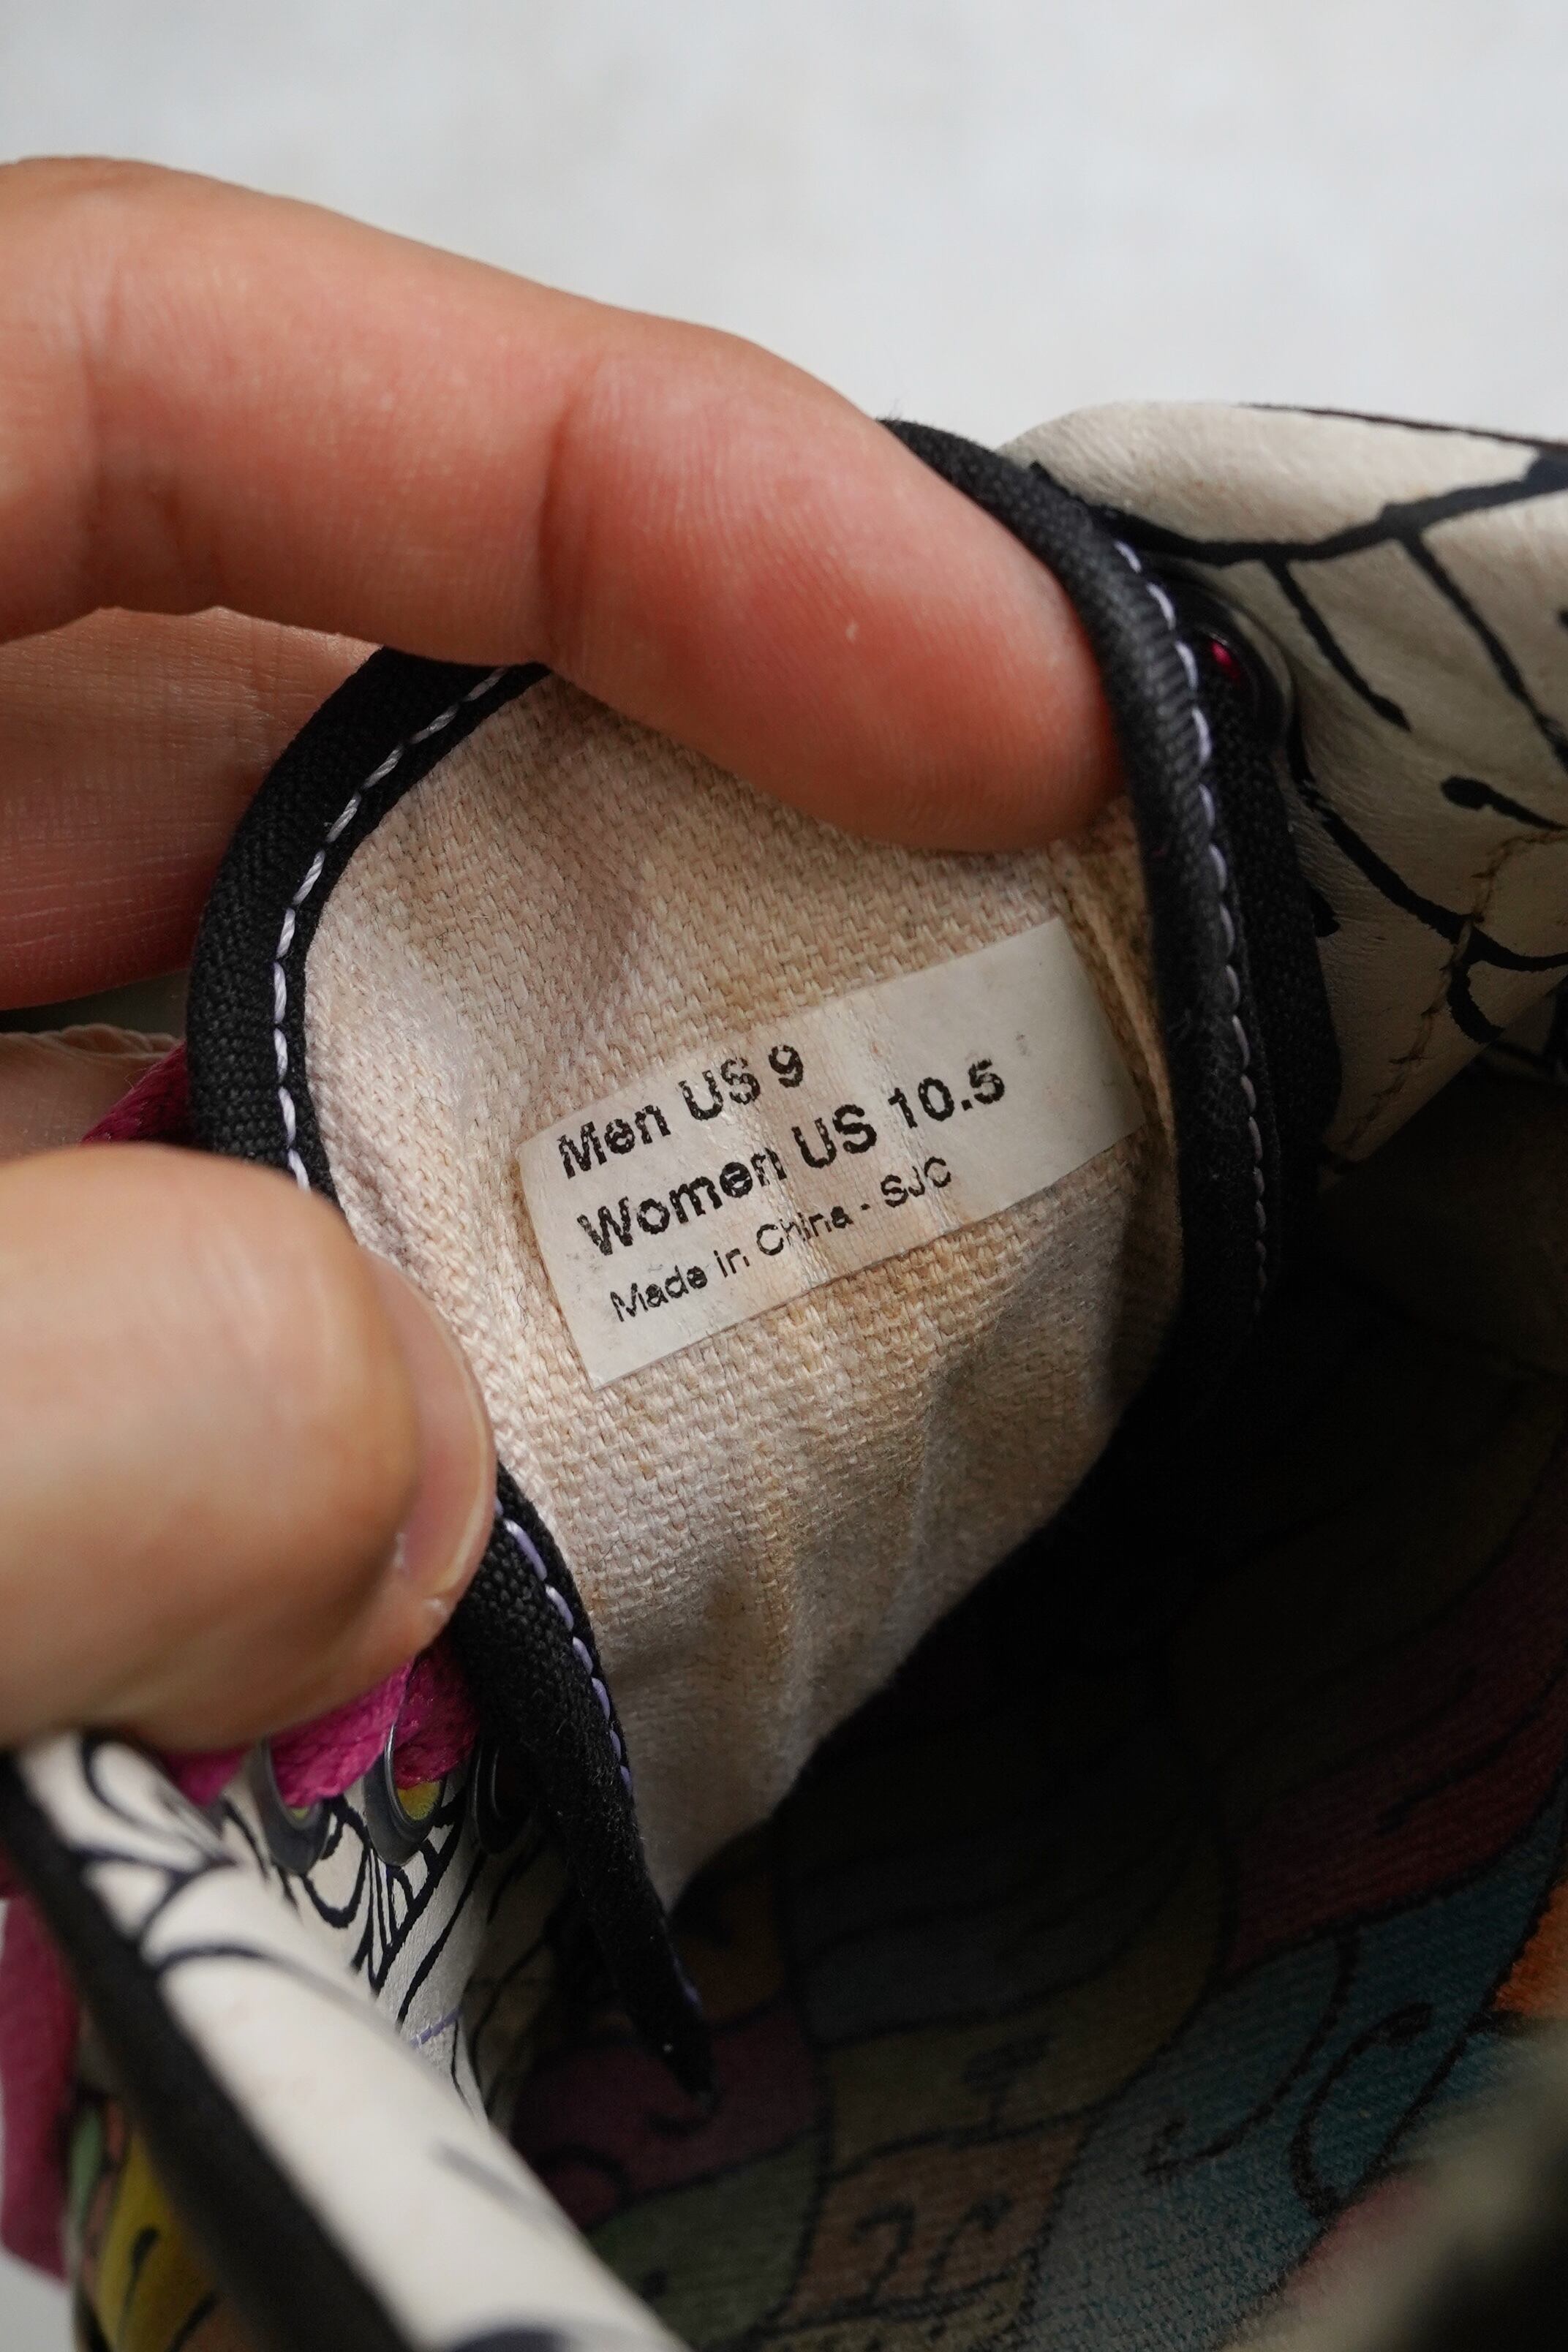 Men US 9
Women US 10.5
Made in China - SJC